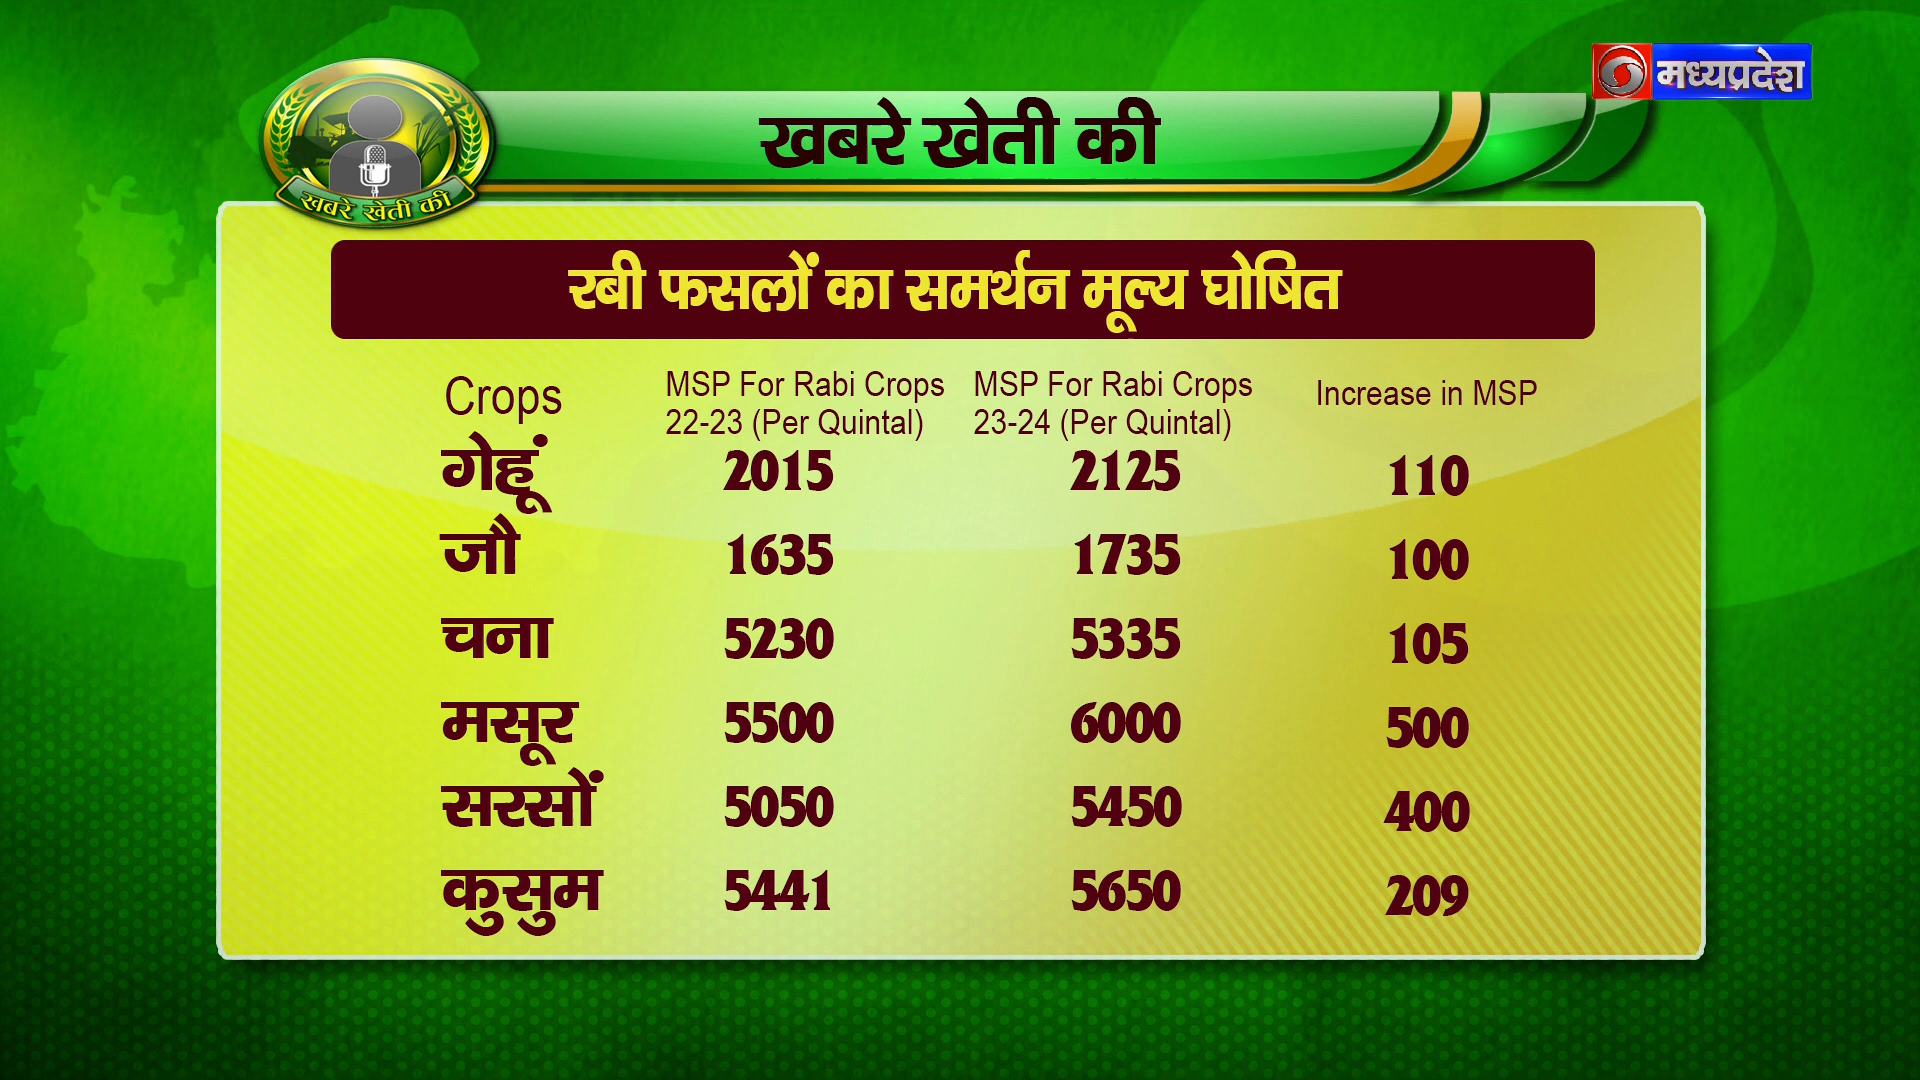 मध्यप्रदेश
खबरे खेती की
खबरे खेती की
रबी फसलों का समर्थन मूल्य घोषित
Crops
MSP For Rabi Crops
22-23 (Per Quintal)
MSP For Rabi Crops
23-24 (Per Quintal)
Increase in MSP
गेहूं 2015 2125 110
जौ 1635 1735 100
चना 5230 5335 105
मसूर 5500 6000 500
सरसों 5050 5450 400
कुसुम 5441 5650 209